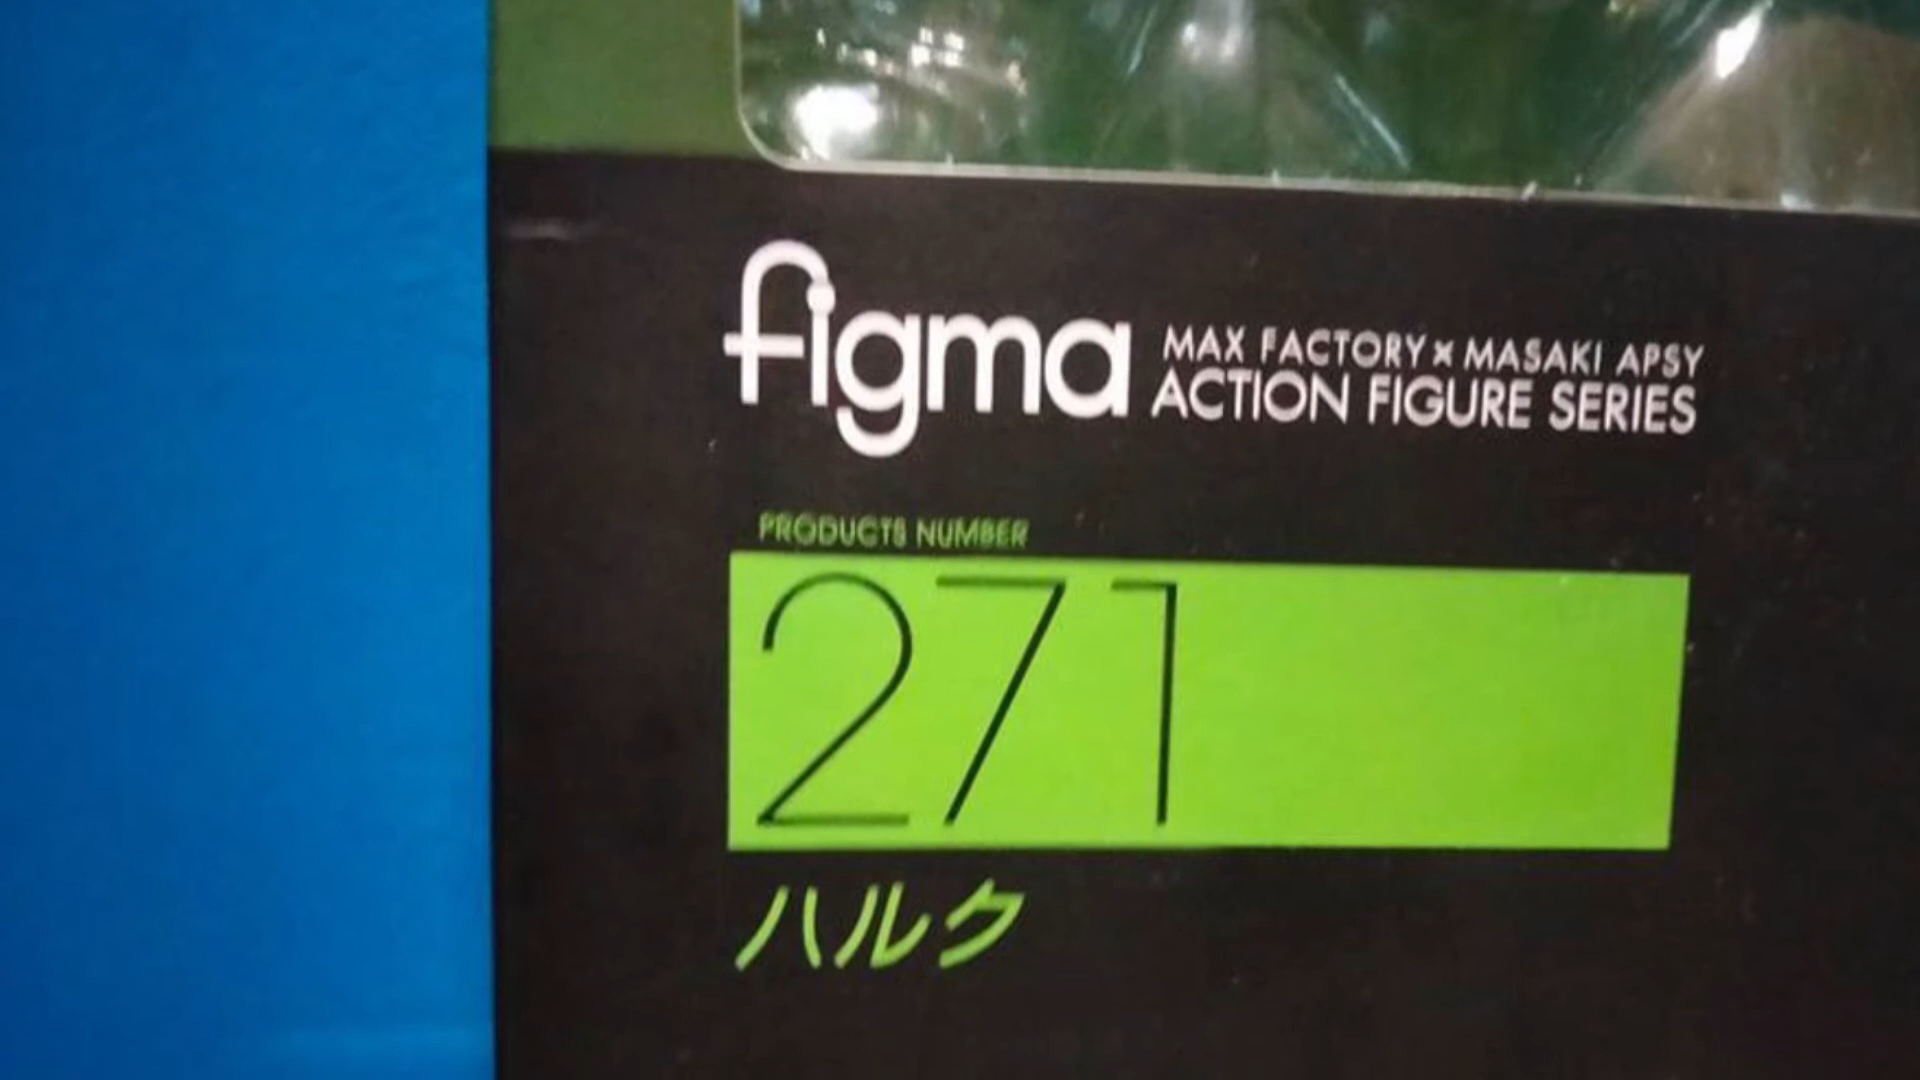 figma
MAX FACTORY x MASAKI APSY
ACTION FIGURE SERIES
PRODUCTS NUMBER
271
ハルク